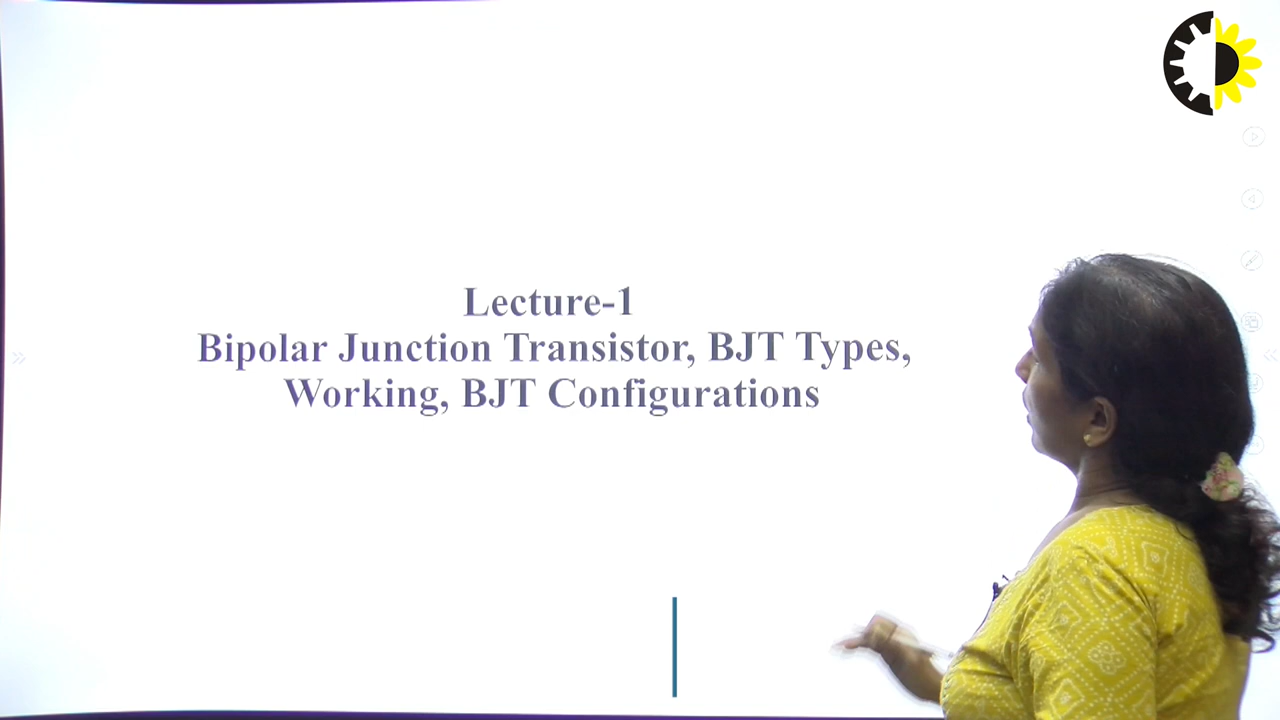 Lecture-1
Bipolar Junction Transistor, BJT Types,
Working, BJT Configurations